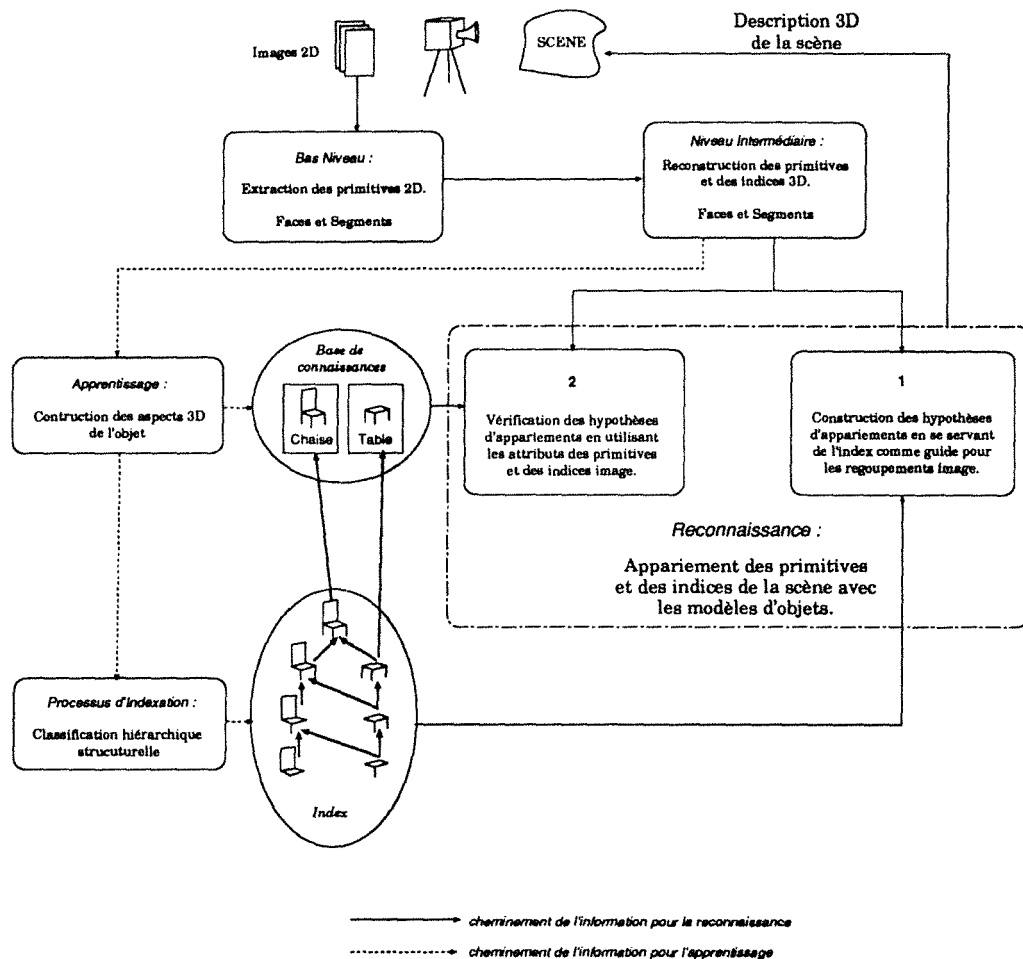 Description 3D
de la scène
Images 2D
SCENE
Bas Niveau :
Extraction des primitives 2D.
Faces et Segments
Niveau Intermédiaire :
Reconstruction des primitives
et des indices 3D.
Faces et Segments
Apprentissage :
Contruction des aspects 3D
de l'objet
Base de
connaissances
Chaise
Table
2
Vérification des hypothèses
d'appariements en utilisant
les attributs des primitives
et des indices image.
1
Construction des hypothèses
d'appariements en se servant
de l'index comme guide pour
les regoupements image.
Reconnaissance :
Appariement des primitives
et des indices de la scène avec
les modèles d'objets.
Processus d'Indexation :
Classification hiérarchique
strucuturelle
Index
cheminement de l'information pour la reconnaissance
cheminement de l'information pour l'apprentissage